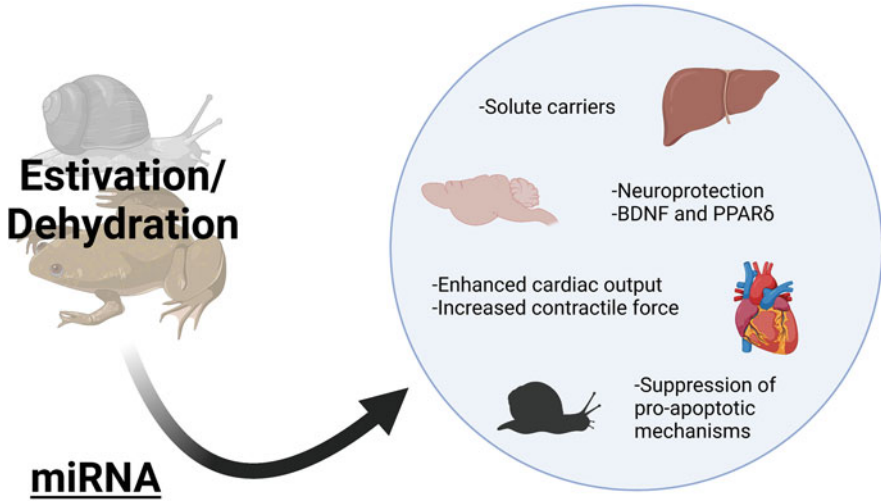 Estivation/
Dehydration
miRNA
-Solute carriers
-Neuroprotection
-BDNF and PPARδ
-Enhanced cardiac output
-Increased contractile force
-Suppression of
pro-apoptotic
mechanisms